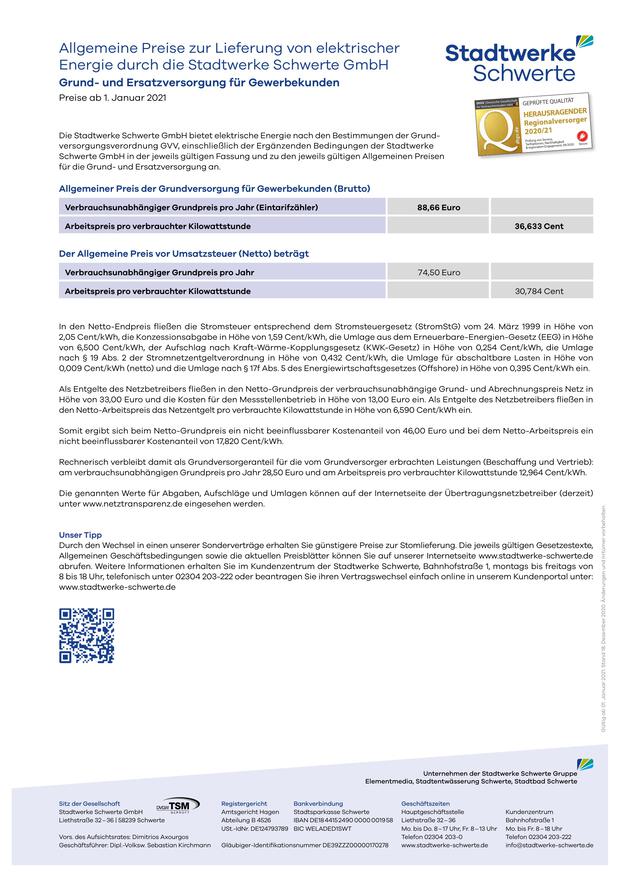 Allgemeine Preise zur Lieferung von elektrischer
Energie durch die Stadtwerke Schwerte GmbH
Grund- und Ersatzversorgung für Gewerbekunden
Preise ab 1. Januar 2021
Stadtwerke
Schwerte
GEPRÜFTE QUALITÄT
HERAUSRAGENDER
Regionalversorger
2020/21
Die Stadtwerke Schwerte GmbH bietet elektrische Energie nach den Bestimmungen der Grund-
versorgungsverordnung GVV, einschließlich der Ergänzenden Bedingungen der Stadtwerke
Schwerte GmbH in der jeweils gültigen Fassung und zu den jeweils gültigen Allgemeinen Preisen
für die Grund- und Ersatzversorgung an.
Allgemeiner Preis der Grundversorgung für Gewerbekunden (Brutto)
Verbrauchsunabhängiger Grundpreis pro Jahr (Eintarifzähler) 88,66 Euro
Arbeitspreis pro verbrauchter Kilowattstunde 36,633 Cent
Der Allgemeine Preis vor Umsatzsteuer (Netto) beträgt
Verbrauchsunabhängiger Grundpreis pro Jahr 74,50 Euro
Arbeitspreis pro verbrauchter Kilowattstunde 30,784 Cent
In den Netto-Endpreis fließen die Stromsteuer entsprechend dem Stromsteuergesetz (StromStG) vom 24. März 1999 in Höhe von
2,05 Cent/kWh, die Konzessionsabgabe in Höhe von 1,59 Cent/kWh, die Umlage aus dem Erneuerbare-Energien-Gesetz (EEG) in Höhe
von 6,500 Cent/kWh, der Aufschlag nach Kraft-Wärme-Kopplungsgesetz (KWK-Gesetz) in Höhe von 0,254 Cent/kWh, die Umlage
nach § 19 Abs. 2 der Stromnetzentgeltverordnung in Höhe von 0,432 Cent/kWh, die Umlage für abschaltbare Lasten in Höhe von
0,009 Cent/kWh (netto) und die Umlage nach § 17f Abs. 5 des Energiewirtschaftsgesetzes (Offshore) in Höhe von 0,395 Cent/kWh ein.
Als Entgelte des Netzbetreibers fließen in den Netto-Grundpreis der verbrauchsunabhängige Grund- und Abrechnungspreis Netz in
Höhe von 33,00 Euro und die Kosten für den Messstellenbetrieb in Höhe von 13,00 Euro ein. Als Entgelte des Netzbetreibers fließen in
den Netto-Arbeitspreis das Netzentgelt pro verbrauchte Kilowattstunde in Höhe von 6,590 Cent/kWh ein.
Somit ergibt sich beim Netto-Grundpreis ein nicht beeinflussbarer Kostenanteil von 46,00 Euro und bei dem Netto-Arbeitspreis ein
nicht beeinflussbarer Kostenanteil von 17,820 Cent/kWh.
Rechnerisch verbleibt damit als Grundversorgeranteil für die vom Grundversorger erbrachten Leistungen (Beschaffung und Vertrieb):
am verbrauchsunabhängigen Grundpreis pro Jahr 28,50 Euro und am Arbeitspreis pro verbrauchter Kilowattstunde 12,964 Cent/kWh.
Die genannten Werte für Abgaben, Aufschläge und Umlagen können auf der Internetseite der Übertragungsnetzbetreiber (derzeit)
unter www.netztransparenz.de eingesehen werden.
Unser Tipp
Durch den Wechsel in einen unserer Sonderverträge erhalten Sie günstigere Preise zur Stromlieferung. Die jeweils gültigen Gesetzestexte,
Allgemeinen Geschäftsbedingungen sowie die aktuellen Preisblätter können Sie auf unserer Internetseite www.stadtwerke-schwerte.de
abrufen. Weitere Informationen erhalten Sie im Kundenzentrum der Stadtwerke Schwerte, Bahnhofstraße 1, montags bis freitags von
8 bis 18 Uhr, telefonisch unter 02304 203-222 oder beantragen Sie ihren Vertragswechsel einfach online in unserem Kundenportal unter:
www.stadtwerke-schwerte.de
Gültig ab: 01. Januar 2021. Stand 18. Dezember 2020. Änderungen und Irrtümer vorbehalten
Unternehmen der Stadtwerke Schwerte Gruppe
Elementmedia, Stadtentwässerung Schwerte, Stadtbad Schwerte
Sitz der Gesellschaft
Stadtwerke Schwerte GmbH
Liethstraße 32–36 | 58239 Schwerte
Vors. des Aufsichtsrates: Dimitrios Axourgos
Geschäftsführer: Dipl.-Volksw. Sebastian Kirchmann
DVGW TSM
GEPRÜFT
Registergericht
Amtsgericht Hagen
Abteilung B 4526
USt.-IdNr. DE124793789
Bankverbindung
Stadtsparkasse Schwerte
IBAN DE18 4415 2490 0000 0019 58
BIC WELADED1SWT
Gläubiger-Identifikationsnummer DE39ZZZ00000170278
Geschäftszeiten
Hauptgeschäftsstelle
Liethstraße 32–36
Mo. bis Do. 8–17 Uhr, Fr. 8–13 Uhr
Telefon 02304 203-0
www.stadtwerke-schwerte.de
Kundenzentrum
Bahnhofstraße 1
Mo. bis Fr. 8–18 Uhr
Telefon 02304 203-222
info@stadtwerke-schwerte.de